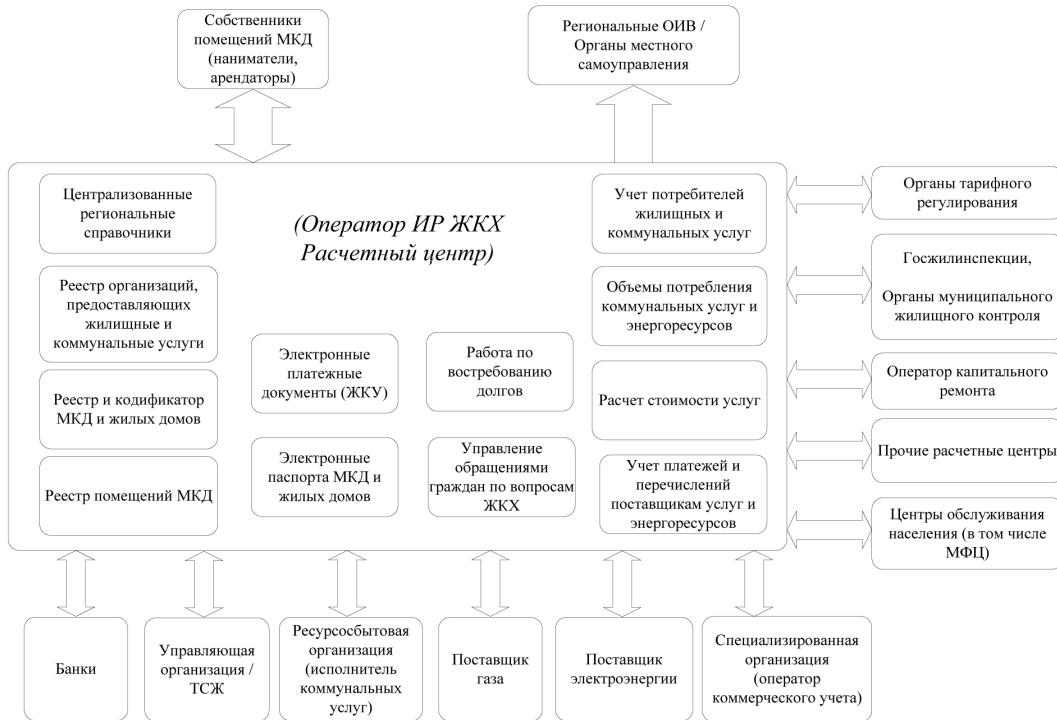 Собственники
помещений МКД
(наниматели,
арендаторы)
Региональные ОИВ /
Органы местного
самоуправления
(Оператор ИР ЖКХ
Расчетный центр)
Централизованные
региональные
справочники
Реестр организаций,
предоставляющих
жилищные и
коммунальные услуги
Реестр и кодификатор
МКД и жилых домов
Реестр помещений МКД
Электронные
платежные
документы (ЖКУ)
Электронные
паспорта МКД и
жилых домов
Работа по
востребованию
долгов
Управление
обращениями
граждан по вопросам
ЖКХ
Учет потребителей
жилищных и
коммунальных услуг
Объемы потребления
коммунальных услуг и
энергоресурсов
Расчет стоимости услуг
Учет платежей и
перечислений
поставщикам услуг и
энергоресурсов
Органы тарифного
регулирования
Госжилинспекции,
Органы муниципального
жилищного контроля
Оператор капитального
ремонта
Прочие расчетные центры
Центры обслуживания
населения (в том числе
МФЦ)
Банки
Управляющая
организация /
ТСЖ
Ресурсосбытовая
организация
(исполнитель
коммунальных
услуг)
Поставщик
газа
Поставщик
электроэнергии
Специализированная
организация
(оператор
коммерческого учета)